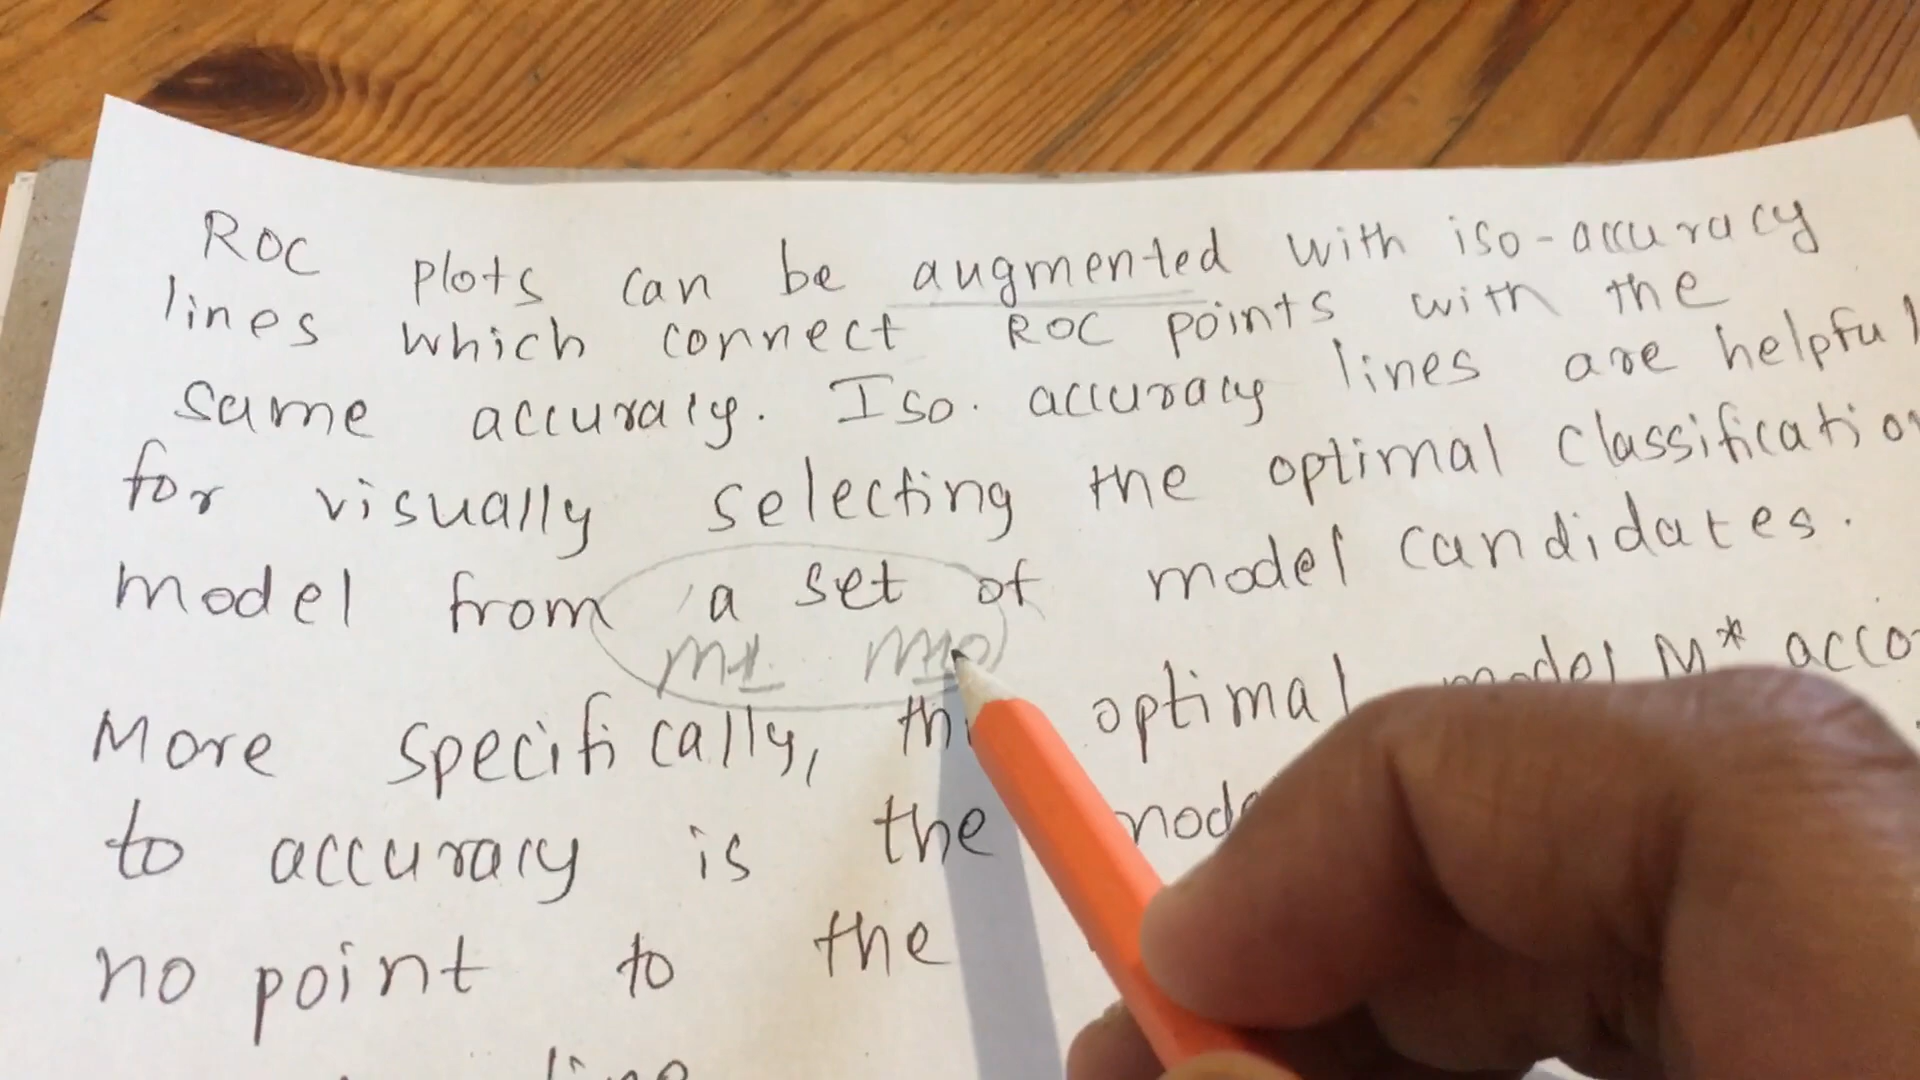 ROC plots can be augmented with iso-accuracy
lines which connect ROC points with the
same accuracy. Iso. accuracy lines are helpful
for visually selecting the optimal classification
model from a set of model candidates.
M1 M10
More specifically, the optimal model M*
to accuracy is the
no point to the
line